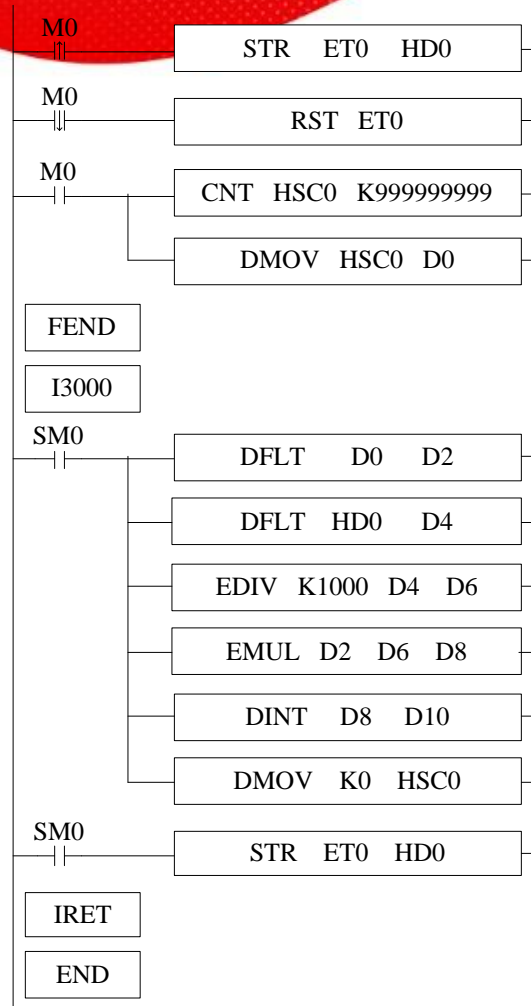 M0
STR ET0 HD0
M0
RST ET0
M0
CNT HSC0 K999999999
DMOV HSC0 D0
FEND
I3000
SM0
DFLT D0 D2
DFLT HD0 D4
EDIV K1000 D4 D6
EMUL D2 D6 D8
DINT D8 D10
DMOV K0 HSC0
SM0
STR ET0 HD0
IRET
END